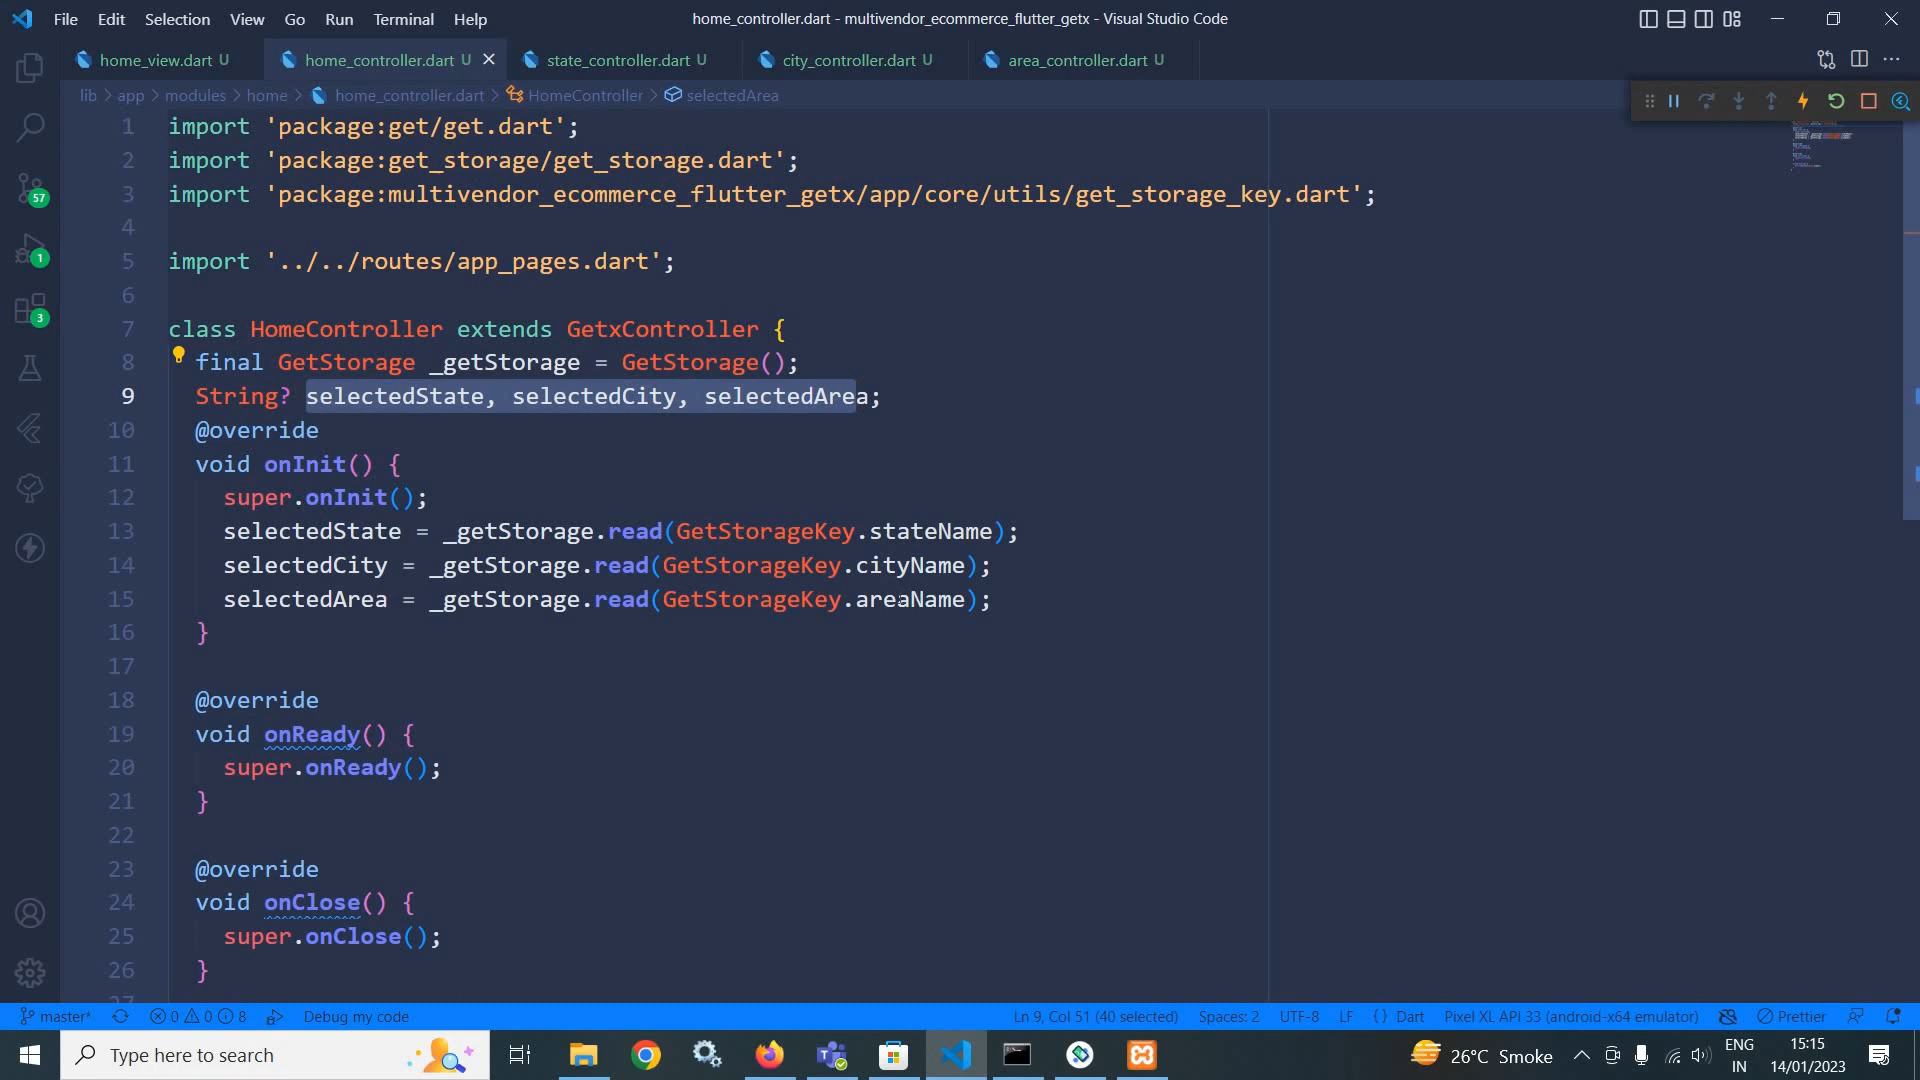 File Edit Selection View Go Run Terminal Help
home_controller.dart - multivendor_ecommerce_flutter_getx - Visual Studio Code
home_view.dart U
home_controller.dart U
state_controller.dart U
city_controller.dart U
area_controller.dart U
lib > app > modules > home > home_controller.dart > HomeController > selectedArea
1 import 'package:get/get.dart';
2 import 'package:get_storage/get_storage.dart';
3 import 'package:multivendor_ecommerce_flutter_getx/app/core/utils/get_storage_key.dart';
4
5 import '../../routes/app_pages.dart';
6
7 class HomeController extends GetxController {
8 final GetStorage _getStorage = GetStorage();
9 String? selectedState, selectedCity, selectedArea;
10 @override
11 void onInit() {
12 super.onInit();
13 selectedState = _getStorage.read(GetStorageKey.stateName);
14 selectedCity = _getStorage.read(GetStorageKey.cityName);
15 selectedArea = _getStorage.read(GetStorageKey.areaName);
16 }
17
18 @override
19 void onReady() {
20 super.onReady();
21 }
22
23 @override
24 void onClose() {
25 super.onClose();
26 }
57
1
3
master* 0 0 8 Debug my code
Ln 9, Col 51 (40 selected) Spaces: 2 UTF-8 LF {} Dart Pixel XL API 33 (android-x64 emulator) Prettier
Type here to search
26°C Smoke
ENG
IN
15:15
14/01/2023